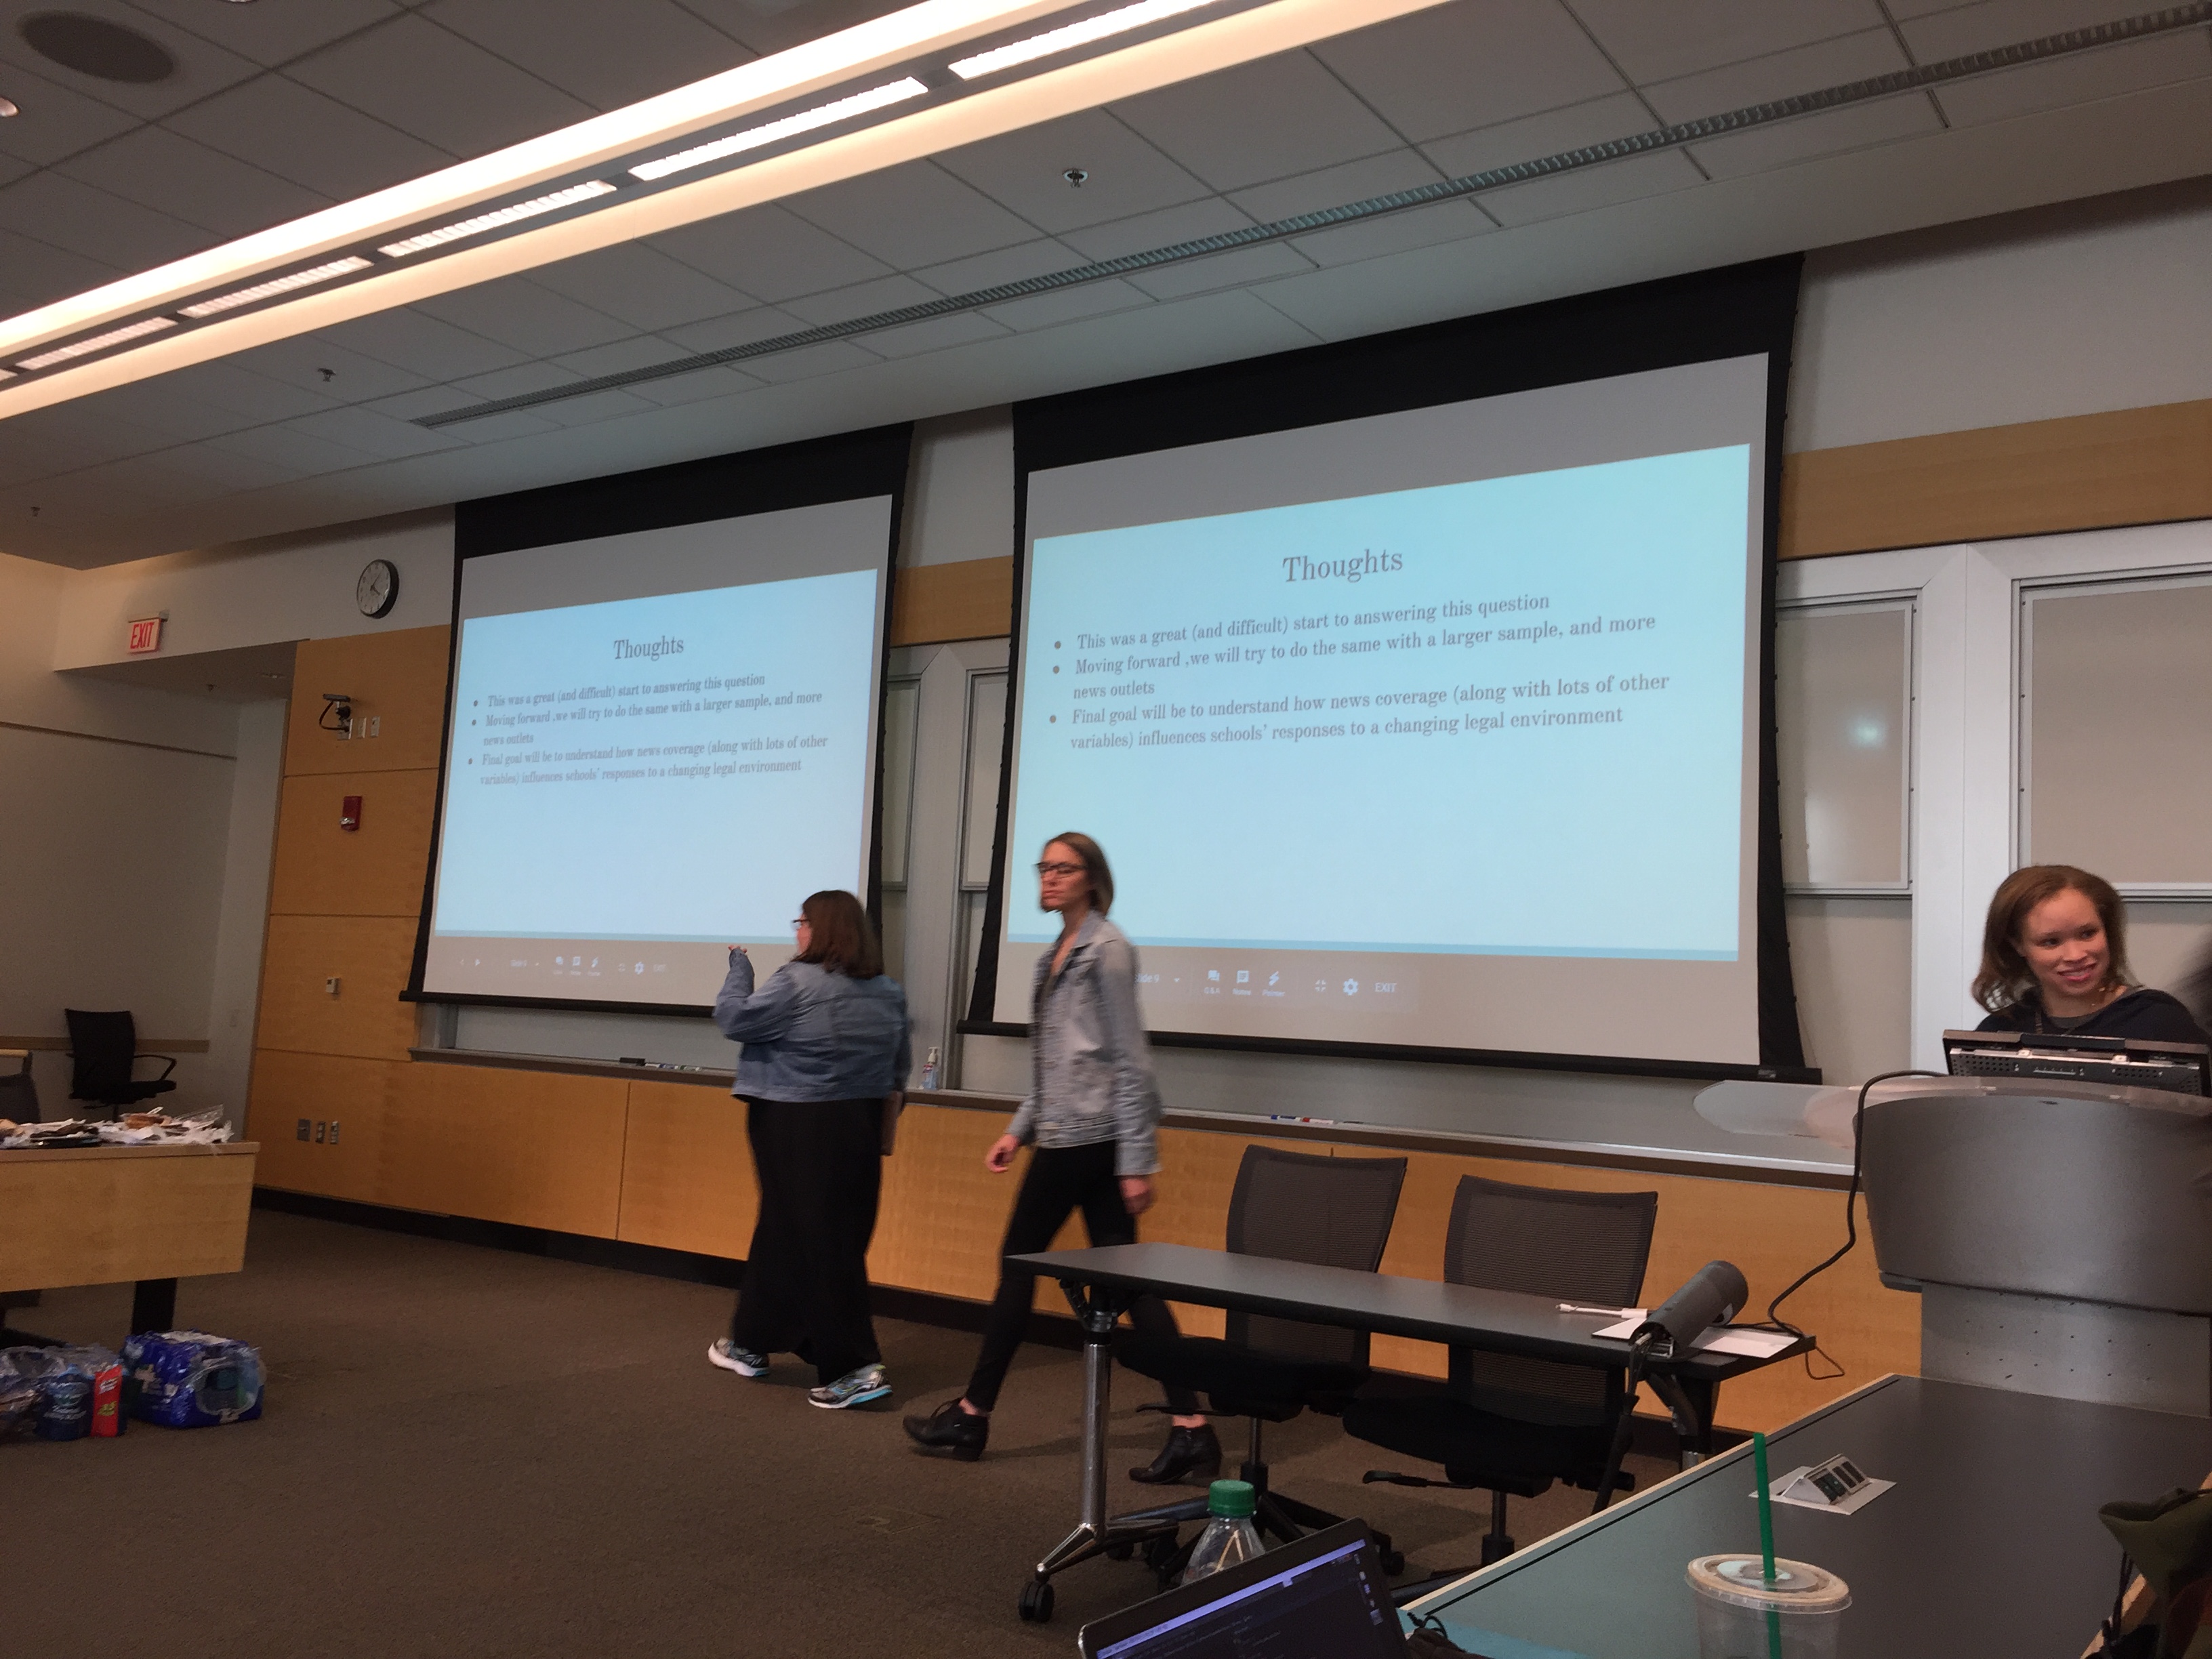 EXIT
Thoughts
This was a great (and difficult) start to answering this question
Moving forward ,we will try to do the same with a larger sample, and more
news outlets
Final goal will be to understand how news coverage (along with lots of other
variables) influences schools' responses to a changing legal environment
EXIT
Thoughts
This was a great (and difficult) start to answering this question
Moving forward ,we will try to do the same with a larger sample, and more
news outlets
Final goal will be to understand how news coverage (along with lots of other
variables) influences schools' responses to a changing legal environment
Q&A Notes Pointer
EXIT